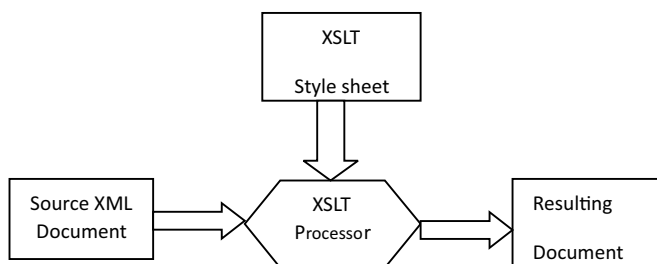 XSLT
Style sheet
Source XML
Document
XSLT
Processor
Resulting
Document